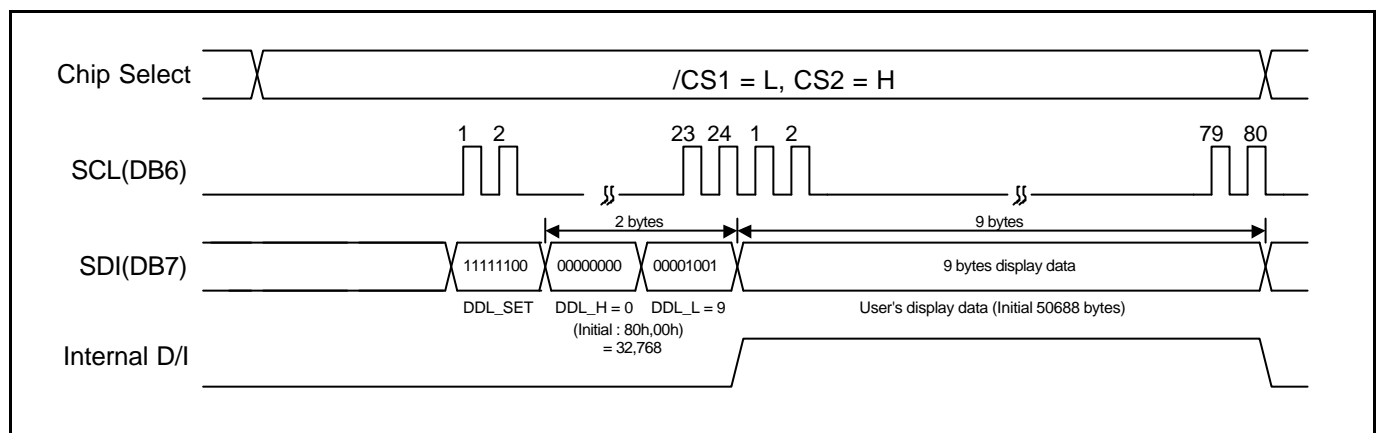 Chip Select
/CS1 = L, CS2 = H
1 2 23 24 1 2 79 80
SCL(DB6)
2 bytes 9 bytes
SDI(DB7)
11111100 00000000 00001001 9 bytes display data
DDL_SET DDL_H = 0 DDL_L = 9 User's display data (Initial 50688 bytes)
(Initial : 80h,00h)
= 32,768
Internal D/I